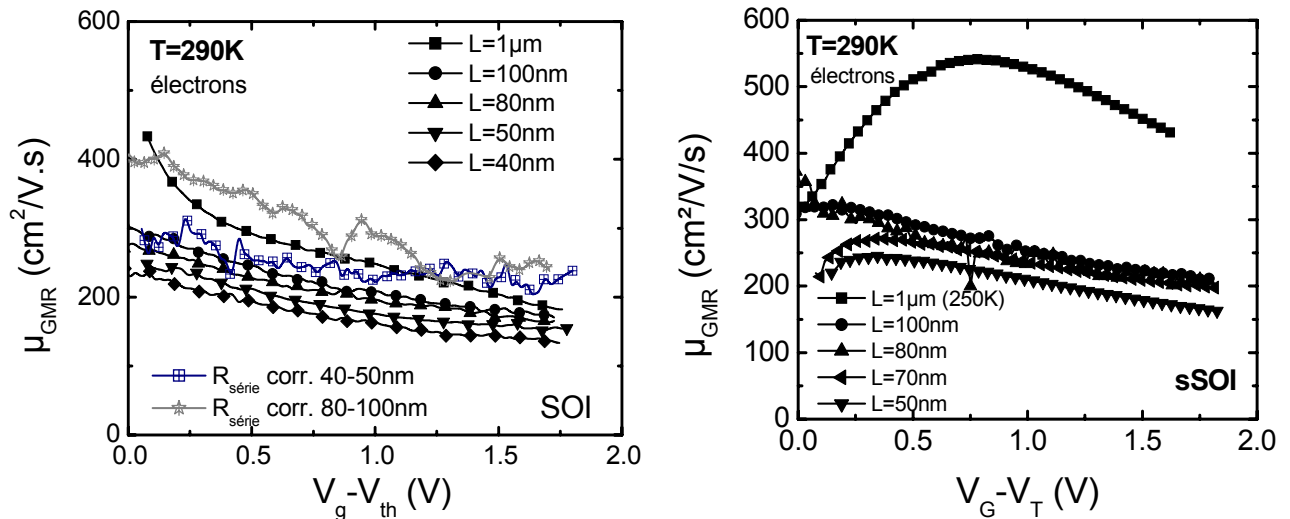 600
400
200
0
µGMR (cm²/V.s)
T=290K
électrons
L=1µm
L=100nm
L=80nm
L=50nm
L=40nm
Rsérie corr. 40-50nm
Rsérie corr. 80-100nm
SOI
0.0 0.5 1.0 1.5 2.0
Vg-Vth (V)
600
500
400
300
200
100
0
µGMR (cm²/V/s)
T=290K
électrons
L=1µm (250K)
L=100nm
L=80nm
L=70nm
L=50nm
sSOI
0.0 0.5 1.0 1.5 2.0
VG-VT (V)